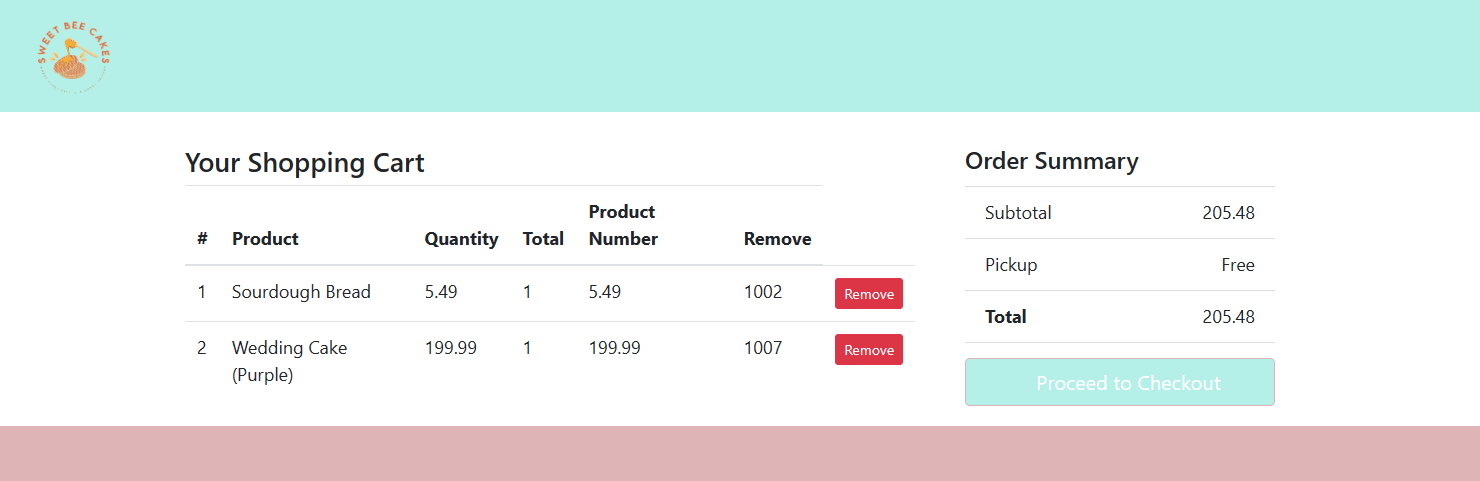 SWEET BEE CAKES
Your Shopping Cart
# Product Quantity Total Product Number Remove
1 Sourdough Bread 5.49 1 5.49 1002 Remove
2 Wedding Cake (Purple) 199.99 1 199.99 1007 Remove
Order Summary
Subtotal 205.48
Pickup Free
Total 205.48
Proceed to Checkout